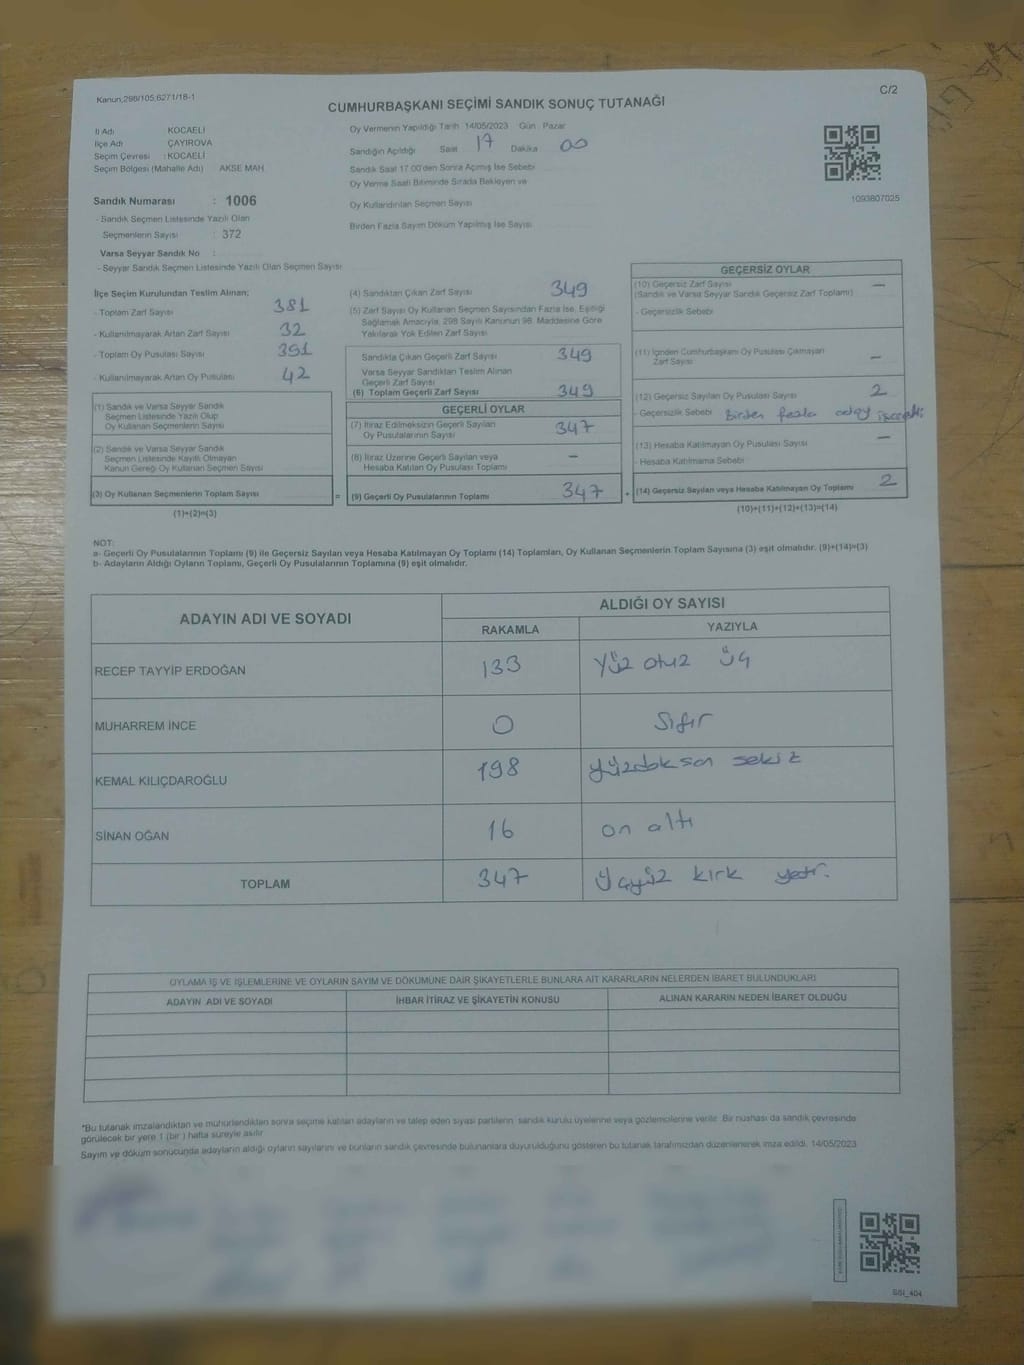 Kanun,298/105,6271/18-1
C/2
CUMHURBAŞKANI SEÇİMİ SANDIK SONUÇ TUTANAĞI
İl Adı KOCAELİ
İlçe Adı ÇAYIROVA
Seçim Çevresi : KOCAELİ
Seçim Bölgesi (Mahalle Adı) AKSE MAH
Sandık Numarası : 1006
- Sandık Seçmen Listesinde Yazılı Olan
Seçmenlerin Sayısı : 372
Varsa Seyyar Sandık No :
- Seyyar Sandık Seçmen Listesinde Yazılı Olan Seçmen Sayısı
Oy Vermenin Yapıldığı Tarih 14/05/2023 Gün Pazar
Sandığın Açıldığı Saat 17 Dakika 00
Sandık Saat 17.00'den Sonra Açılmış İse Sebebi
Oy Verme Saati Bitiminde Sırada Bekleyen ve
Oy Kullandırılan Seçmen Sayısı
Birden Fazla Sayım Döküm Yapılmış İse Sayısı
1093807025
İlçe Seçim Kurulundan Teslim Alınan;
- Toplam Zarf Sayısı 381
- Kullanılmayarak Artan Zarf Sayısı 32
- Toplam Oy Pusulası Sayısı 391
- Kullanılmayarak Artan Oy Pusulası 42
(1) Sandık ve Varsa Seyyar Sandık
Seçmen Listesinde Yazılı Olup
Oy Kullanan Seçmenlerin Sayısı
(2) Sandık ve Varsa Seyyar Sandık
Seçmen Listesinde Kayıtlı Olmayan
Kanun Gereği Oy Kullanan Seçmen Sayısı
(3) Oy Kullanan Seçmenlerin Toplam Sayısı =
(1)+(2)=(3)
(4) Sandıktan Çıkan Zarf Sayısı 349
(5) Zarf Sayısı Oy Kullanan Seçmen Sayısından Fazla İse, Eşitliği
Sağlamak Amacıyla, 298 Sayılı Kanunun 98. Maddesine Göre
Yakılarak Yok Edilen Zarf Sayısı
Sandıkta Çıkan Geçerli Zarf Sayısı 349
Varsa Seyyar Sandıktan Teslim Alınan
Geçerli Zarf Sayısı
(6) Toplam Geçerli Zarf Sayısı 349
GEÇERLİ OYLAR
(7) İtiraz Edilmeksizin Geçerli Sayılan
Oy Pusulalarının Sayısı 347
(8) İtiraz Üzerine Geçerli Sayılan veya
Hesaba Katılan Oy Pusulası Toplamı –
(9) Geçerli Oy Pusulalarının Toplamı 347 +
GEÇERSİZ OYLAR
(10) Geçersiz Zarf Sayısı –
(Sandık ve Varsa Seyyar Sandık Geçersiz Zarf Toplamı)
- Geçersizlik Sebebi
(11) İçinden Cumhurbaşkanı Oy Pusulası Çıkmayan
Zarf Sayısı –
(12) Geçersiz Sayılan Oy Pusulası Sayısı 2
- Geçersizlik Sebebi Birden fazla aday işaretli
(13) Hesaba Katılmayan Oy Pusulası Sayısı –
- Hesaba Katılmama Sebebi
(14) Geçersiz Sayılan veya Hesaba Katılmayan Oy Toplamı 2
(10)+(11)+(12)+(13)=(14)
NOT:
a- Geçerli Oy Pusulalarının Toplamı (9) ile Geçersiz Sayılan veya Hesaba Katılmayan Oy Toplamı (14) Toplamları, Oy Kullanan Seçmenlerin Toplam Sayısına (3) eşit olmalıdır. (9)+(14)=(3)
b- Adayların Aldığı Oyların Toplamı, Geçerli Oy Pusulalarının Toplamına (9) eşit olmalıdır.
ADAYIN ADI VE SOYADI
ALDIĞI OY SAYISI
RAKAMLA YAZIYLA
RECEP TAYYİP ERDOĞAN 133 Yüz otuz üç
MUHARREM İNCE 0 Sıfır
KEMAL KILIÇDAROĞLU 198 yüzdoksan sekiz
SİNAN OĞAN 16 on altı
TOPLAM 347 Üçyüz kırk yedi.
OYLAMA İŞ VE İŞLEMLERİNE VE OYLARIN SAYIM VE DÖKÜMÜNE DAİR ŞİKAYETLERLE BUNLARA AİT KARARLARIN NELERDEN İBARET BULUNDUKLARI
ADAYIN ADI VE SOYADI İHBAR İTİRAZ VE ŞİKAYETİN KONUSU ALINAN KARARIN NEDEN İBARET OLDUĞU
*Bu tutanak imzalandıktan ve mühürlendikten sonra seçime katılan adayların ve talep eden siyasi partilerin sandık kurulu üyelerine veya gözlemcilerine verilir. Bir nüshası da sandık çevresinde
görülecek bir yere 1 (bir) hafta süreyle asılır.
Sayım ve döküm sonucunda adayların aldığı oyların sayılarını ve bunların sandık çevresinde bulunanlara duyurulduğunu gösteren bu tutanak tarafımızdan düzenlenerek imza edildi. 14/05/2023
SSI_404